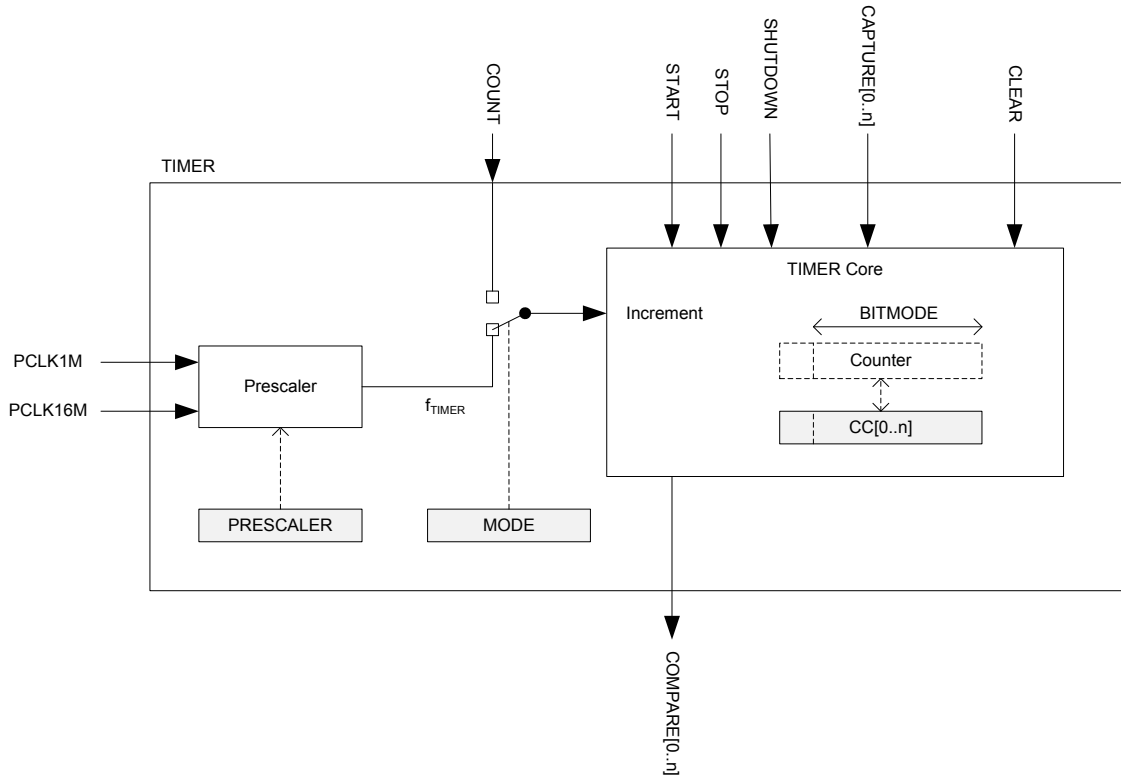 COUNT
START
STOP
SHUTDOWN
CAPTURE[0..n]
CLEAR
TIMER
TIMER Core
Increment
BITMODE
Counter
CC[0..n]
PCLK1M
PCLK16M
Prescaler
fTIMER
PRESCALER
MODE
COMPARE[0..n]